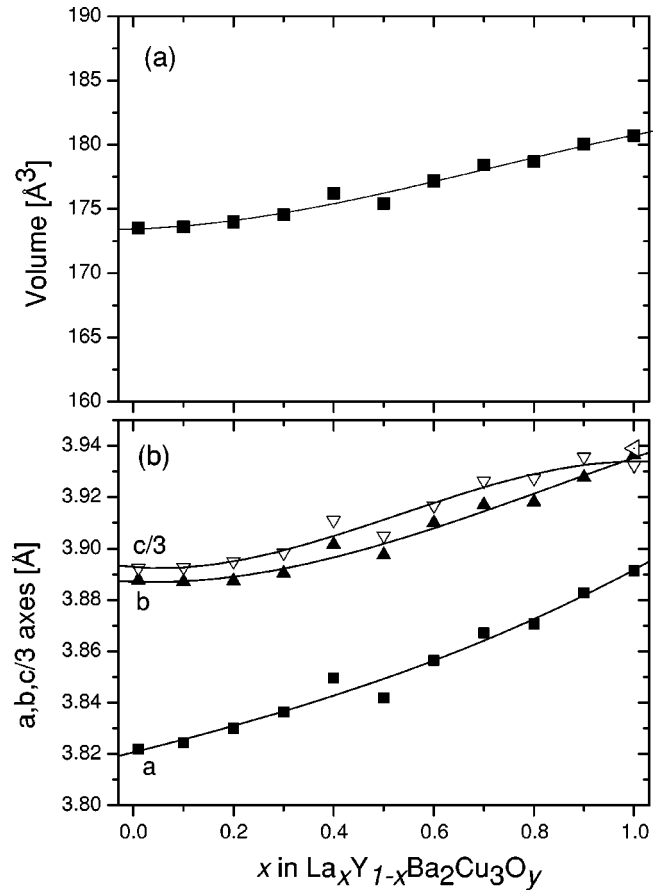 190
(a)
185
180
175
170
165
160
Volume [Å³]
3.94
(b)
3.92
c/3
3.90
b
3.88
3.86
3.84
3.82
a
3.80
a,b,c/3 axes [Å]
0.0 0.2 0.4 0.6 0.8 1.0
x in LaₓY₁₋ₓBa₂Cu₃Oy